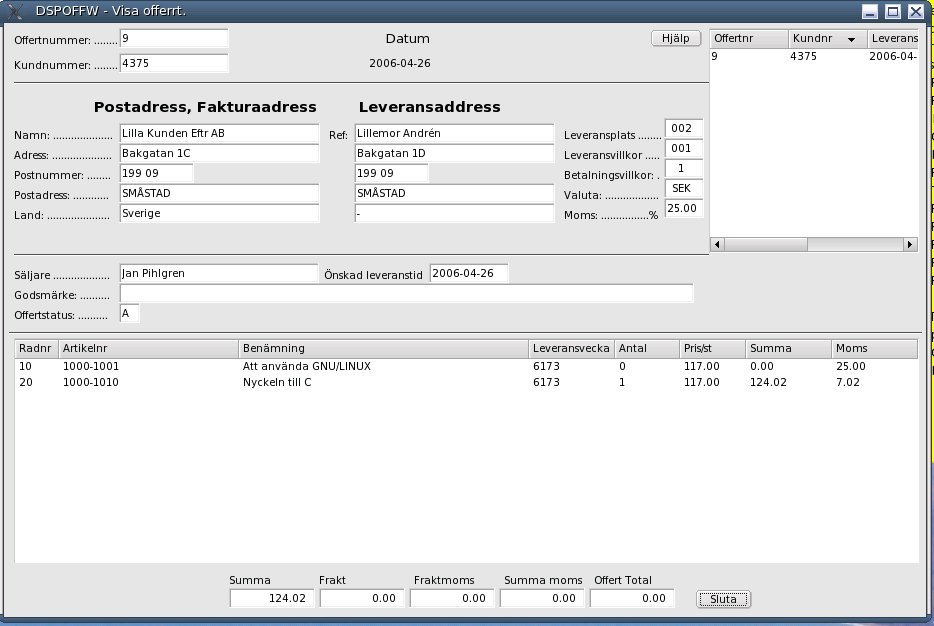 DSPOFFW - Visa offerrt.
Offertnummer: ........ 9 Datum Hjälp
Kundnummer: ........ 4375 2006-04-26
Offertnr Kundnr Leverans
9 4375 2006-04-
Postadress, Fakturaadress Leveransaddress
Namn: .................... Lilla Kunden Eftr AB Ref: Lillemor Andrén Leveransplats ....... 002
Adress: .................... Bakgatan 1C Bakgatan 1D Leveransvillkor ..... 001
Postnummer: ........ 199 09 199 09 Betalningsvillkor: . 1
Postadress: ............ SMÅSTAD SMÅSTAD Valuta: .................. SEK
Land: ..................... Sverige - Moms: ................% 25.00
Säljare ................... Jan Pihlgren Önskad leveranstid 2006-04-26
Godsmärke: ..........
Offertstatus: .......... A
Radnr Artikelnr Benämning Leveransvecka Antal Pris/st Summa Moms
10 1000-1001 Att använda GNU/LINUX 6173 0 117.00 0.00 25.00
20 1000-1010 Nyckeln till C 6173 1 117.00 124.02 7.02
Summa Frakt Fraktmoms Summa moms Offert Total
124.02 0.00 0.00 0.00 0.00 Sluta